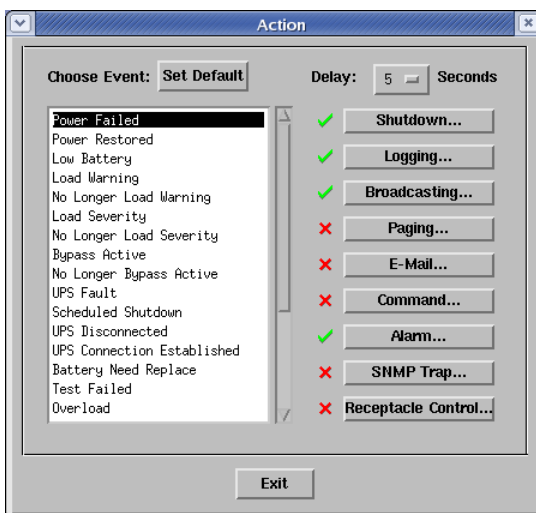 Action
Choose Event: Set Default
Delay: 5 Seconds
Power Failed
Power Restored
Low Battery
Load Warning
No Longer Load Warning
Load Severity
No Longer Load Severity
Bypass Active
No Longer Bypass Active
UPS Fault
Scheduled Shutdown
UPS Disconnected
UPS Connection Established
Battery Need Replace
Test Failed
Overload
Shutdown...
Logging...
Broadcasting...
Paging...
E-Mail...
Command...
Alarm...
SNMP Trap...
Receptacle Control...
Exit